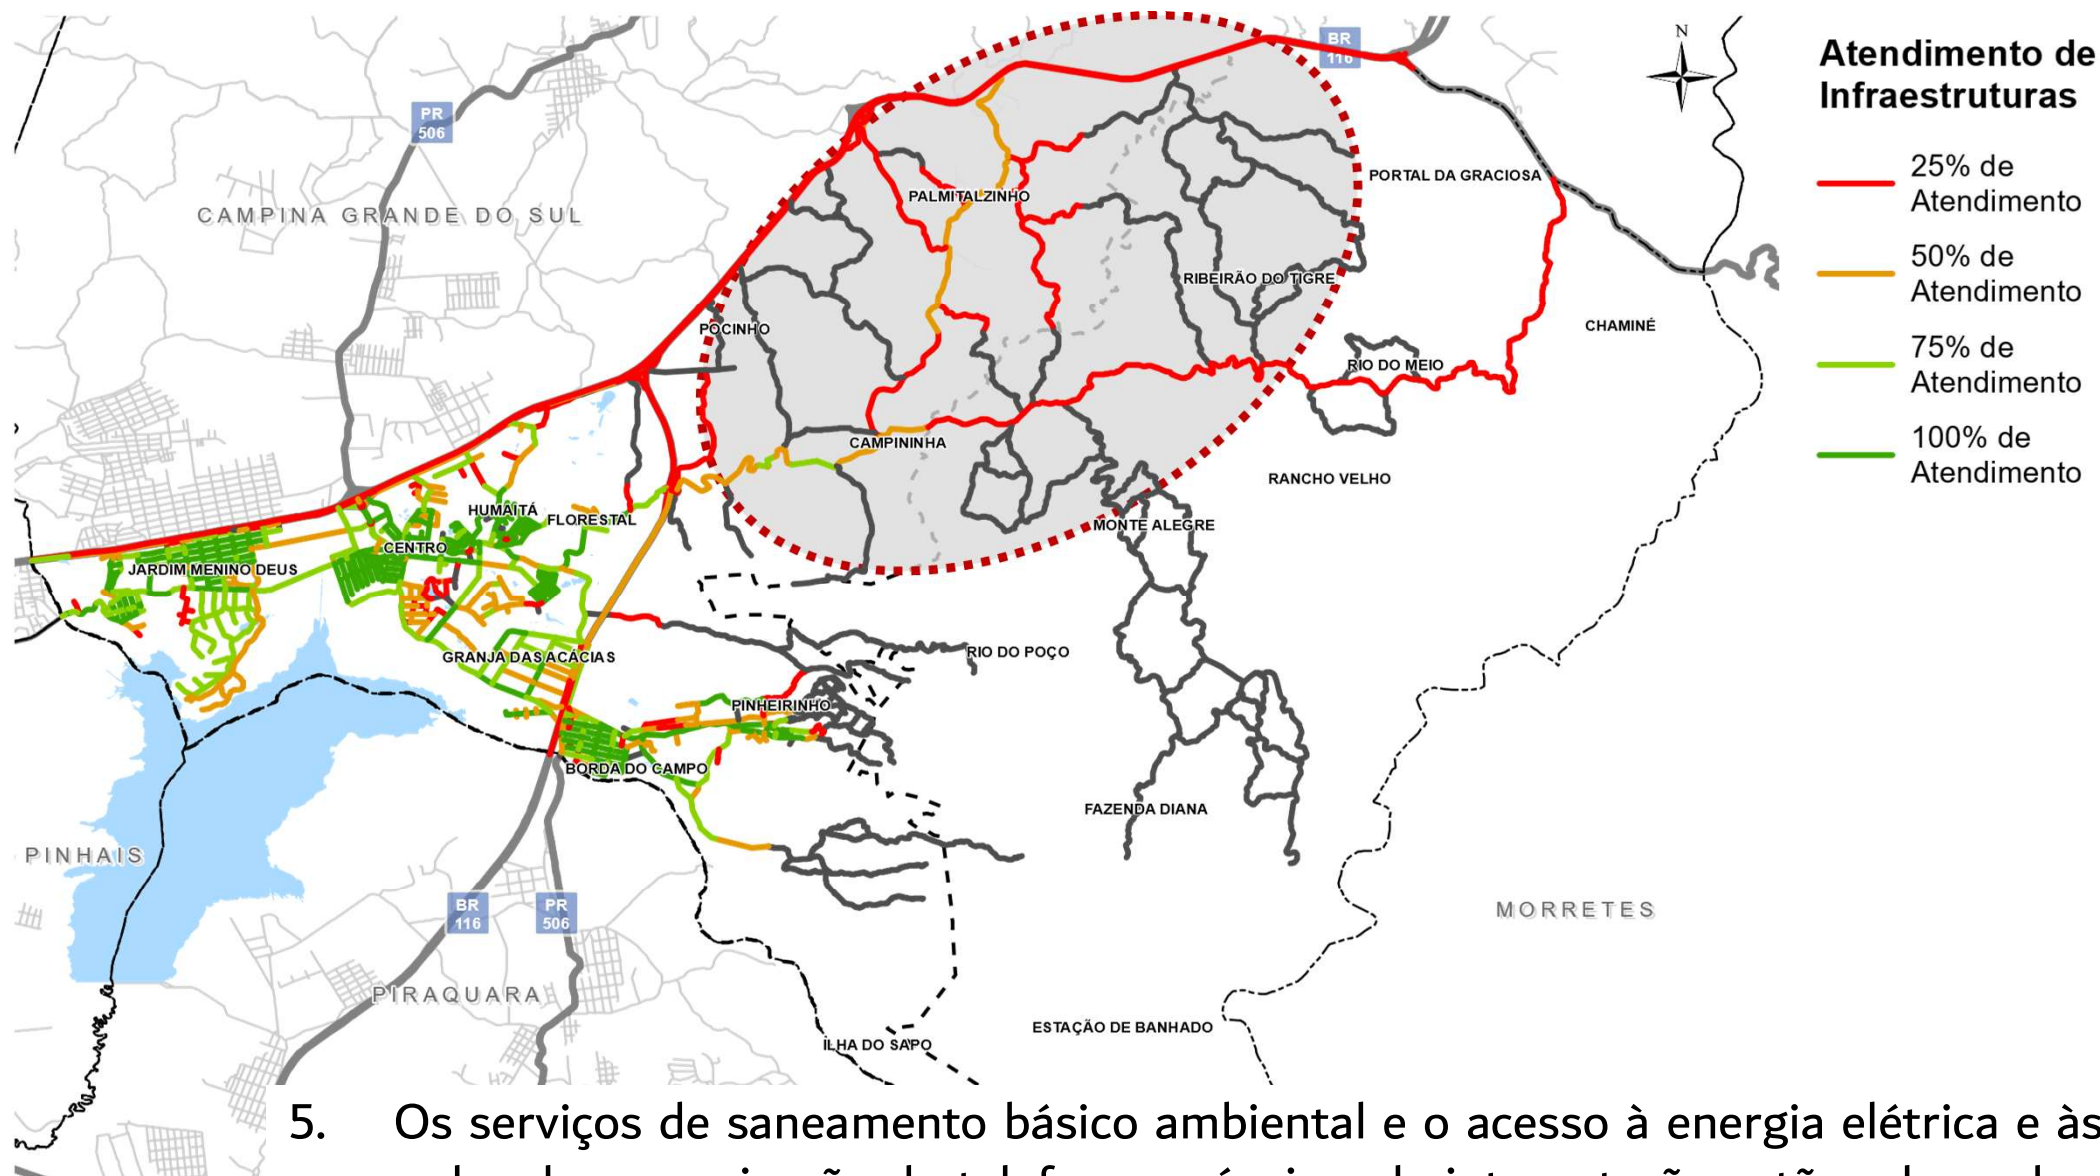 N
BR
116
Atendimento de
Infraestruturas
PR
506
25% de
Atendimento
PORTAL DA GRACIOSA
PALMITALZINHO
CAMPINA GRANDE DO SUL
50% de
Atendimento
RIBEIRÃO DO TIGRE
POCINHO
CHAMINÉ
75% de
Atendimento
RIO DO MEIO
CAMPININHA
100% de
Atendimento
RANCHO VELHO
HUMAITÁ
FLORESTAL
MONTE ALEGRE
CENTRO
JARDIM MENINO DEUS
RIO DO POÇO
GRANJA DAS ACÁCIAS
PINHEIRINHO
BORDA DO CAMPO
FAZENDA DIANA
PINHAIS
BR
116
PR
506
MORRETES
PIRAQUARA
ESTAÇÃO DE BANHADO
ILHA DO SAPO
5. Os serviços de saneamento básico ambiental e o acesso à energia elétrica e às